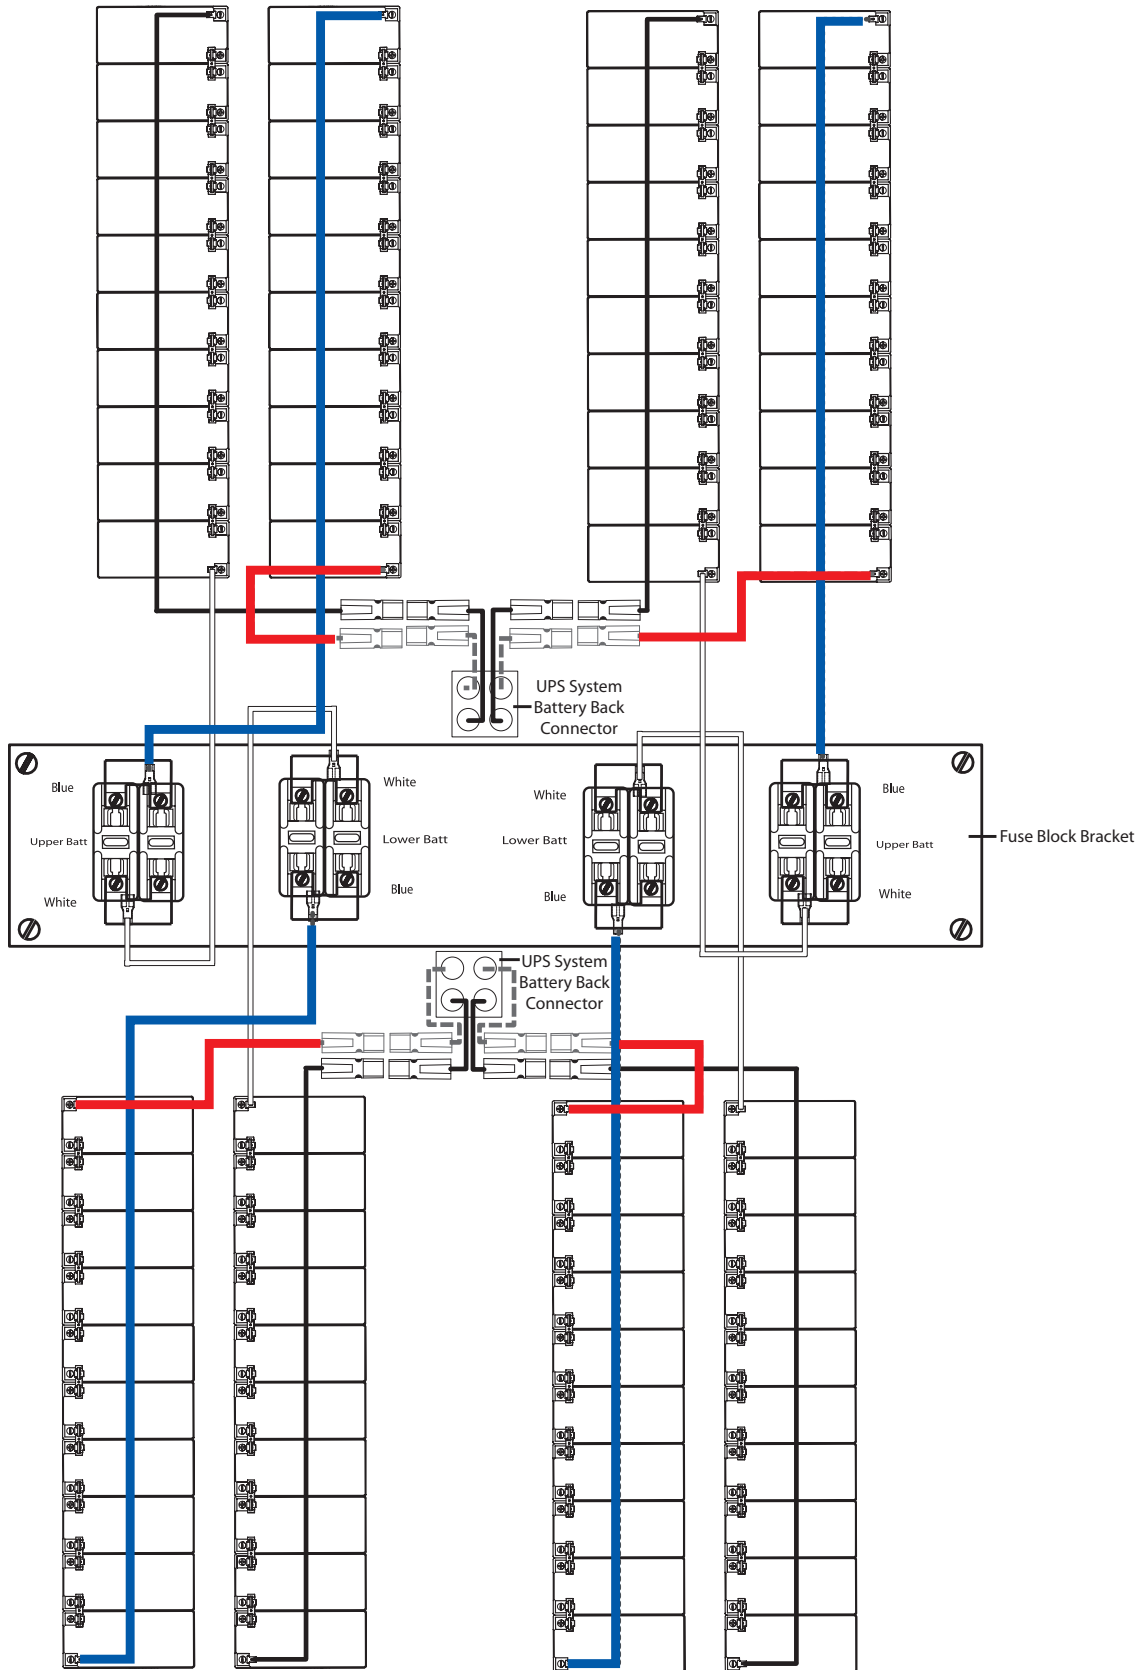 UPS System
Battery Back
Connector
Blue
White
White
Blue
Upper Batt
Lower Batt
Lower Batt
Upper Batt
Fuse Block Bracket
White
Blue
Blue
White
UPS System
Battery Back
Connector